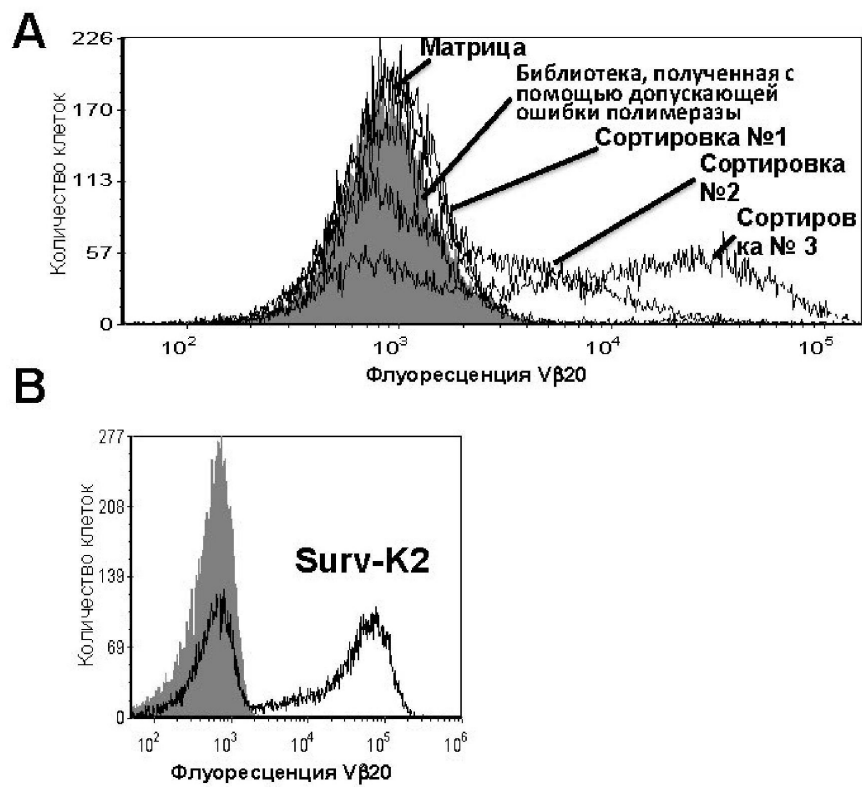 A
226
170
113
57
0
Количество клеток
Матрица
Библиотека, полученная с
помощью допускающей
ошибки полимеразы
Сортировка №1
Сортировка
№2
Сортиров
ка № 3
10²
10³
10⁴
10⁵
Флуоресценция Vβ20
B
277
208
139
69
0
Количество клеток
Surv-K2
10²
10³
10⁴
10⁵
10⁶
Флуоресценция Vβ20